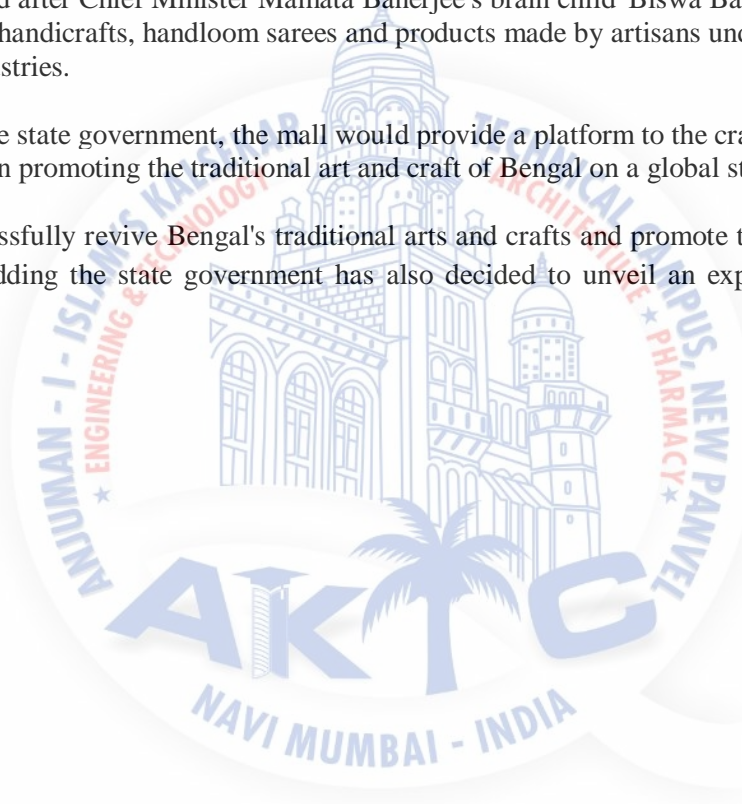 d after Chief Minister Mamata Banerjee's brain child 'Biswa Ba
handicrafts, handloom sarees and products made by artisans und
stries.
e state government, the mall would provide a platform to the cra
n promoting the traditional art and craft of Bengal on a global st
ssfully revive Bengal's traditional arts and crafts and promote t
dding the state government has also decided to unveil an exp
ANJUMAN - I - ISLAM'S KALSEKAR TECHNICAL CAMPUS, NEW PANVEL
★ ENGINEERING & TECHNOLOGY ARCHITECTURE ★ PHARMACY ★
AKTC
NAVI MUMBAI - INDIA